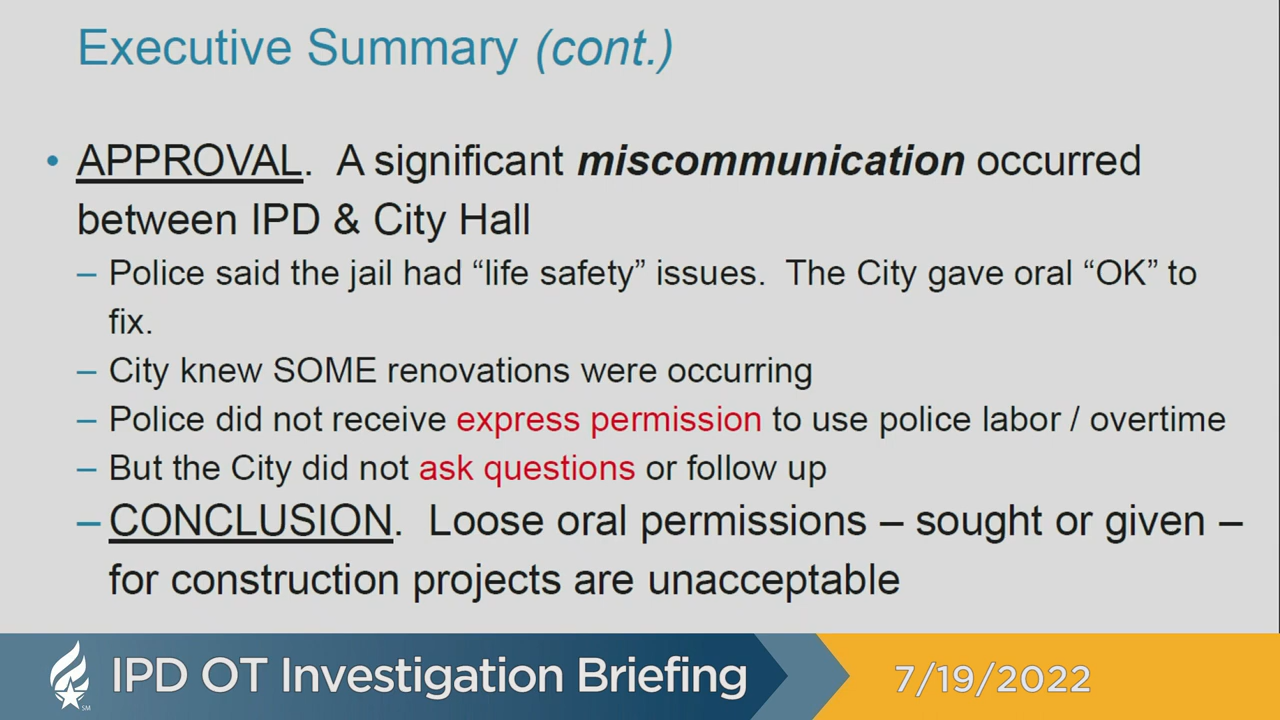 Executive Summary (cont.)
• APPROVAL. A significant miscommunication occurred
between IPD & City Hall
– Police said the jail had “life safety” issues. The City gave oral “OK” to
fix.
– City knew SOME renovations were occurring
– Police did not receive express permission to use police labor / overtime
– But the City did not ask questions or follow up
– CONCLUSION. Loose oral permissions – sought or given –
for construction projects are unacceptable
IPD OT Investigation Briefing
7/19/2022
SM